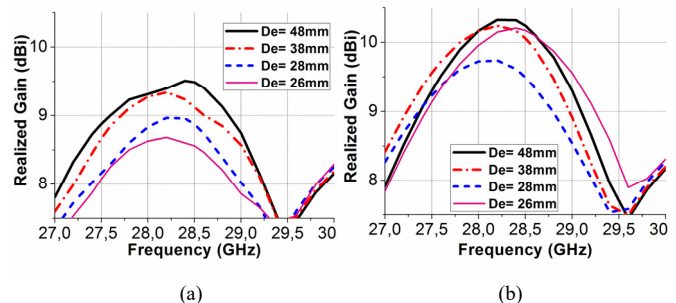 De= 48mm
De= 38mm
De= 28mm
De= 26mm
Realized Gain (dBi)
10
9
8
27,0 27,5 28,0 28,5 29,0 29,5 30
Frequency (GHz)
(a)
Realized Gain (dBi)
10
9
8
De= 48mm
De= 38mm
De= 28mm
De= 26mm
27,0 27,5 28,0 28,5 29,0 29,5 30
Frequency (GHz)
(b)